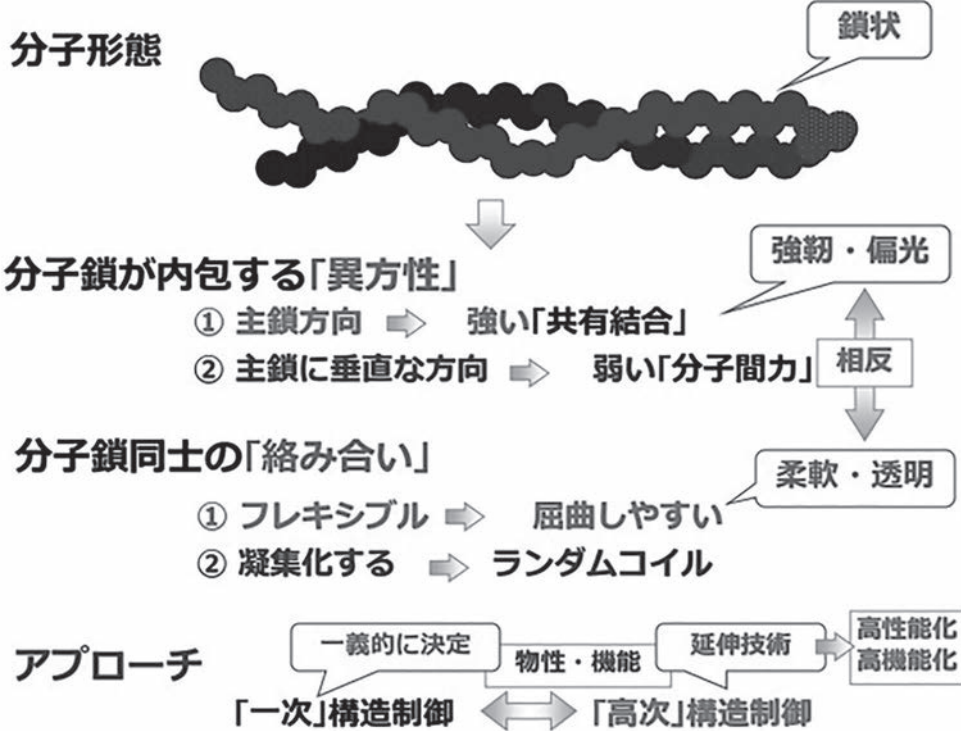 分子形態
鎖状
強靭・偏光
分子鎖が内包する「異方性」
① 主鎖方向 強い「共有結合」
② 主鎖に垂直な方向 弱い「分子間力」
相反
分子鎖同士の「絡み合い」
柔軟・透明
① フレキシブル 屈曲しやすい
② 凝集化する ランダムコイル
アプローチ
一義的に決定
物性・機能
延伸技術
高性能化
高機能化
「一次」構造制御 「高次」構造制御